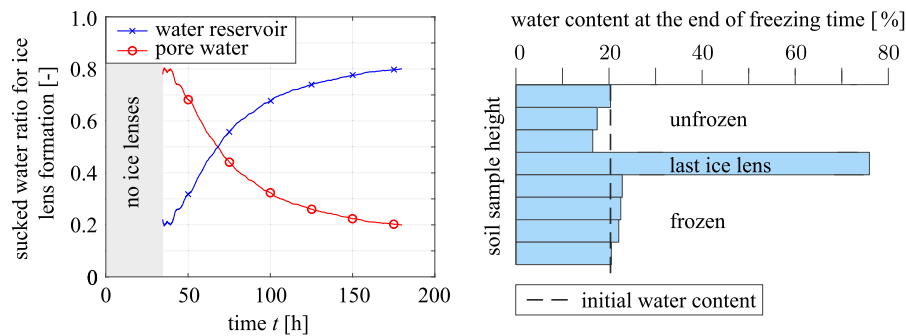 water reservoir
pore water
sucked water ratio for ice
lens formation [-]
1.0
0.8
0.6
0.4
0.2
0
no ice lenses
0
50
100
150
200
time t [h]
water content at the end of freezing time [%]
0
20
40
60
80
soil sample height
unfrozen
last ice lens
frozen
initial water content